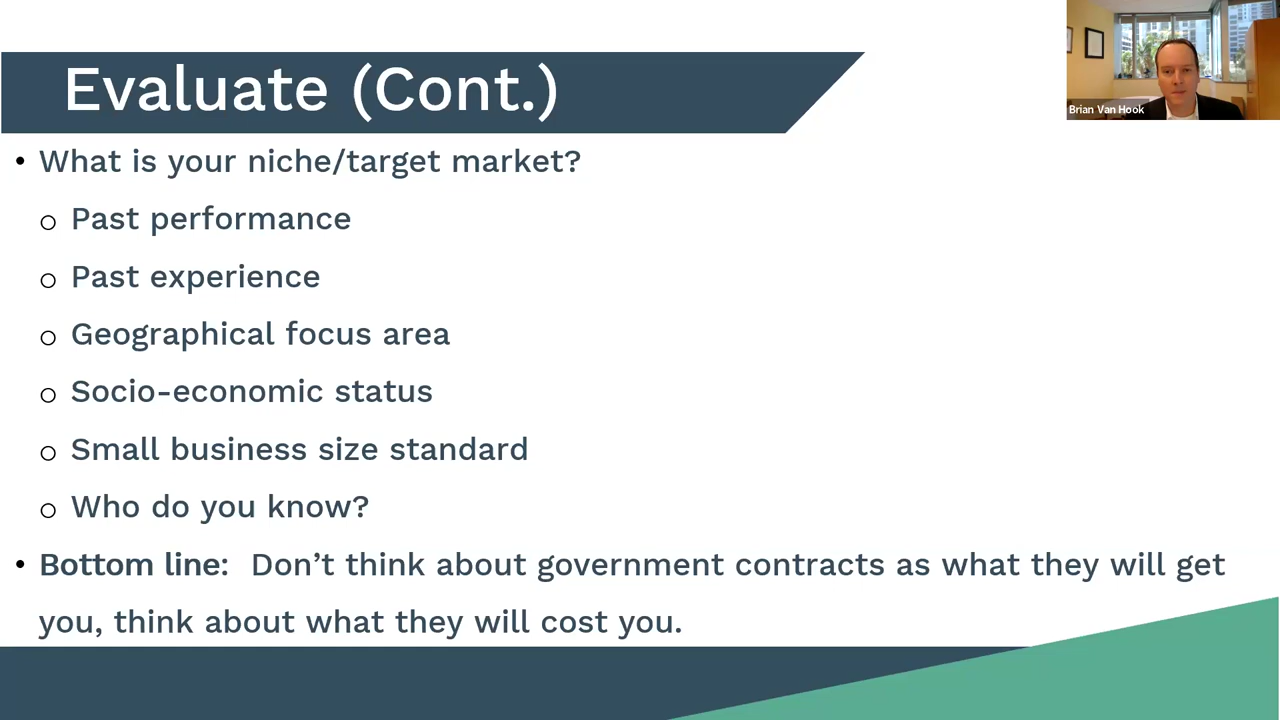 Evaluate (Cont.)
Brian Van Hook
• What is your niche/target market?
o Past performance
o Past experience
o Geographical focus area
o Socio-economic status
o Small business size standard
o Who do you know?
• Bottom line: Don’t think about government contracts as what they will get
you, think about what they will cost you.